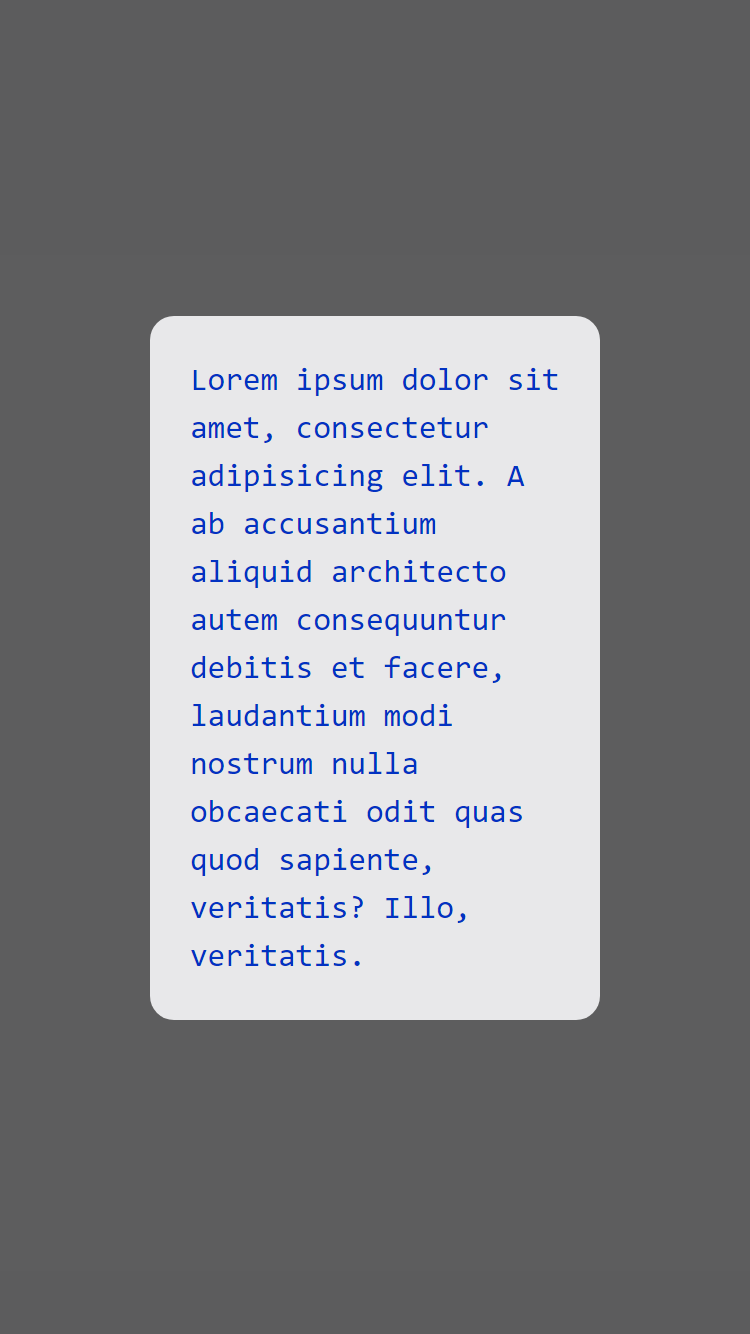 Lorem ipsum dolor sit
amet, consectetur
adipisicing elit. A
ab accusantium
aliquid architecto
autem consequuntur
debitis et facere,
laudantium modi
nostrum nulla
obcaecati odit quas
quod sapiente,
veritatis? Illo,
veritatis.